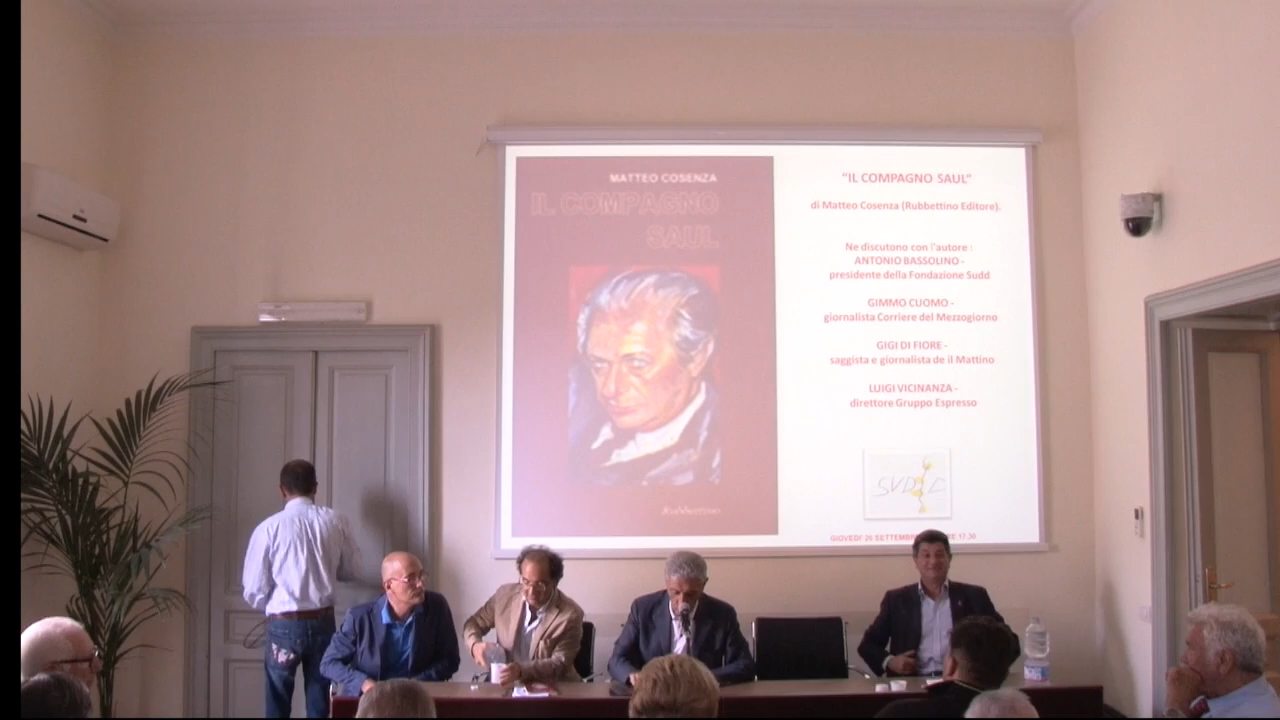 MATTEO COSENZA
IL COMPAGNO
SAUL
Rubbettino
"IL COMPAGNO SAUL"
di Matteo Cosenza (Rubbettino Editore).
Ne discutono con l'autore :
ANTONIO BASSOLINO -
presidente della Fondazione Sudd
GIMMO CUOMO -
giornalista Corriere del Mezzogiorno
GIGI DI FIORE -
saggista e giornalista de il Mattino
LUIGI VICINANZA -
direttore Gruppo Espresso
SUDD
GIOVEDI' 26 SETTEMBRE 17.30